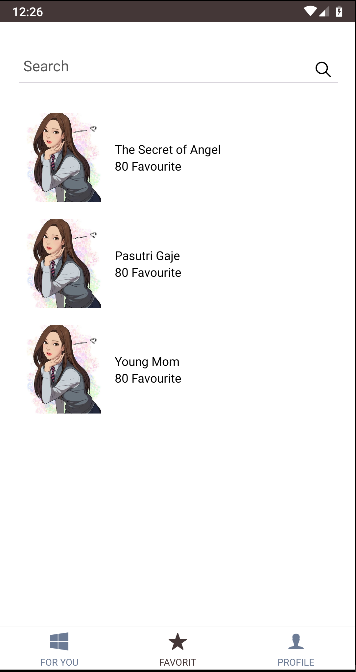 12:26
Search
The Secret of Angel
80 Favourite
Pasutri Gaje
80 Favourite
Young Mom
80 Favourite
FOR YOU
FAVORIT
PROFILE